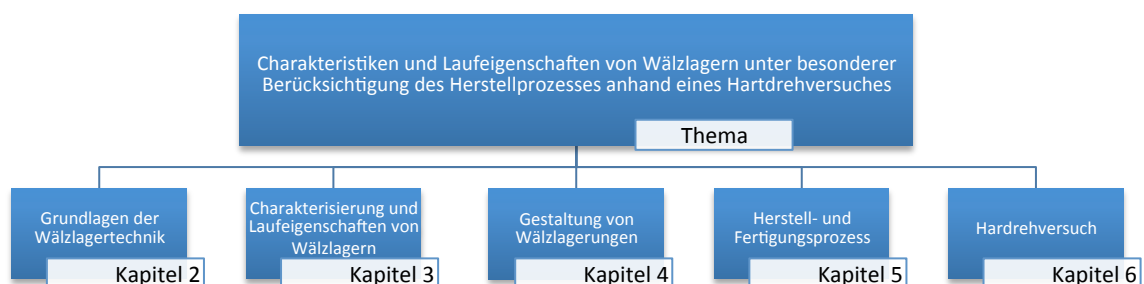 Charakteristiken und Laufeigenschaften von Wälzlagern unter besonderer
Berücksichtigung des Herstellprozesses anhand eines Hartdrehversuches
Thema
Grundlagen der
Wälzlagertechnik
Kapitel 2
Charakterisierung und
Laufeigenschaften von
Wälzlagern
Kapitel 3
Gestaltung von
Wälzlagerungen
Kapitel 4
Herstell- und
Fertigungsprozess
Kapitel 5
Hardrehversuch
Kapitel 6